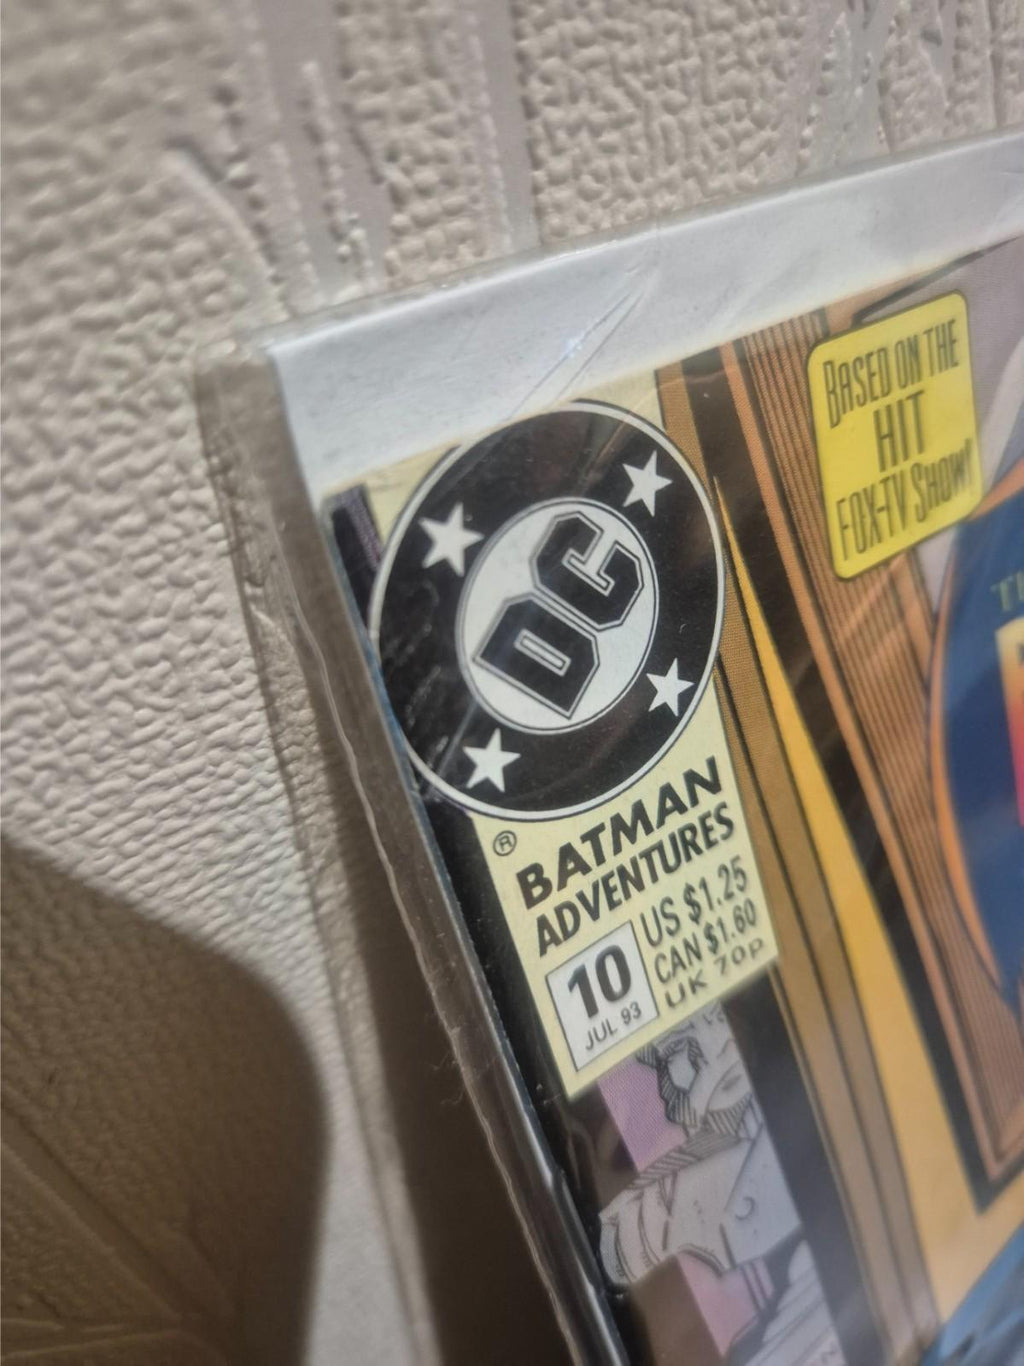 DC
®
BATMAN
ADVENTURES
10
JUL 93
US $1.25
CAN $1.60
UK 70p
BASED ON THE
HIT
FOX-TV SHOW!